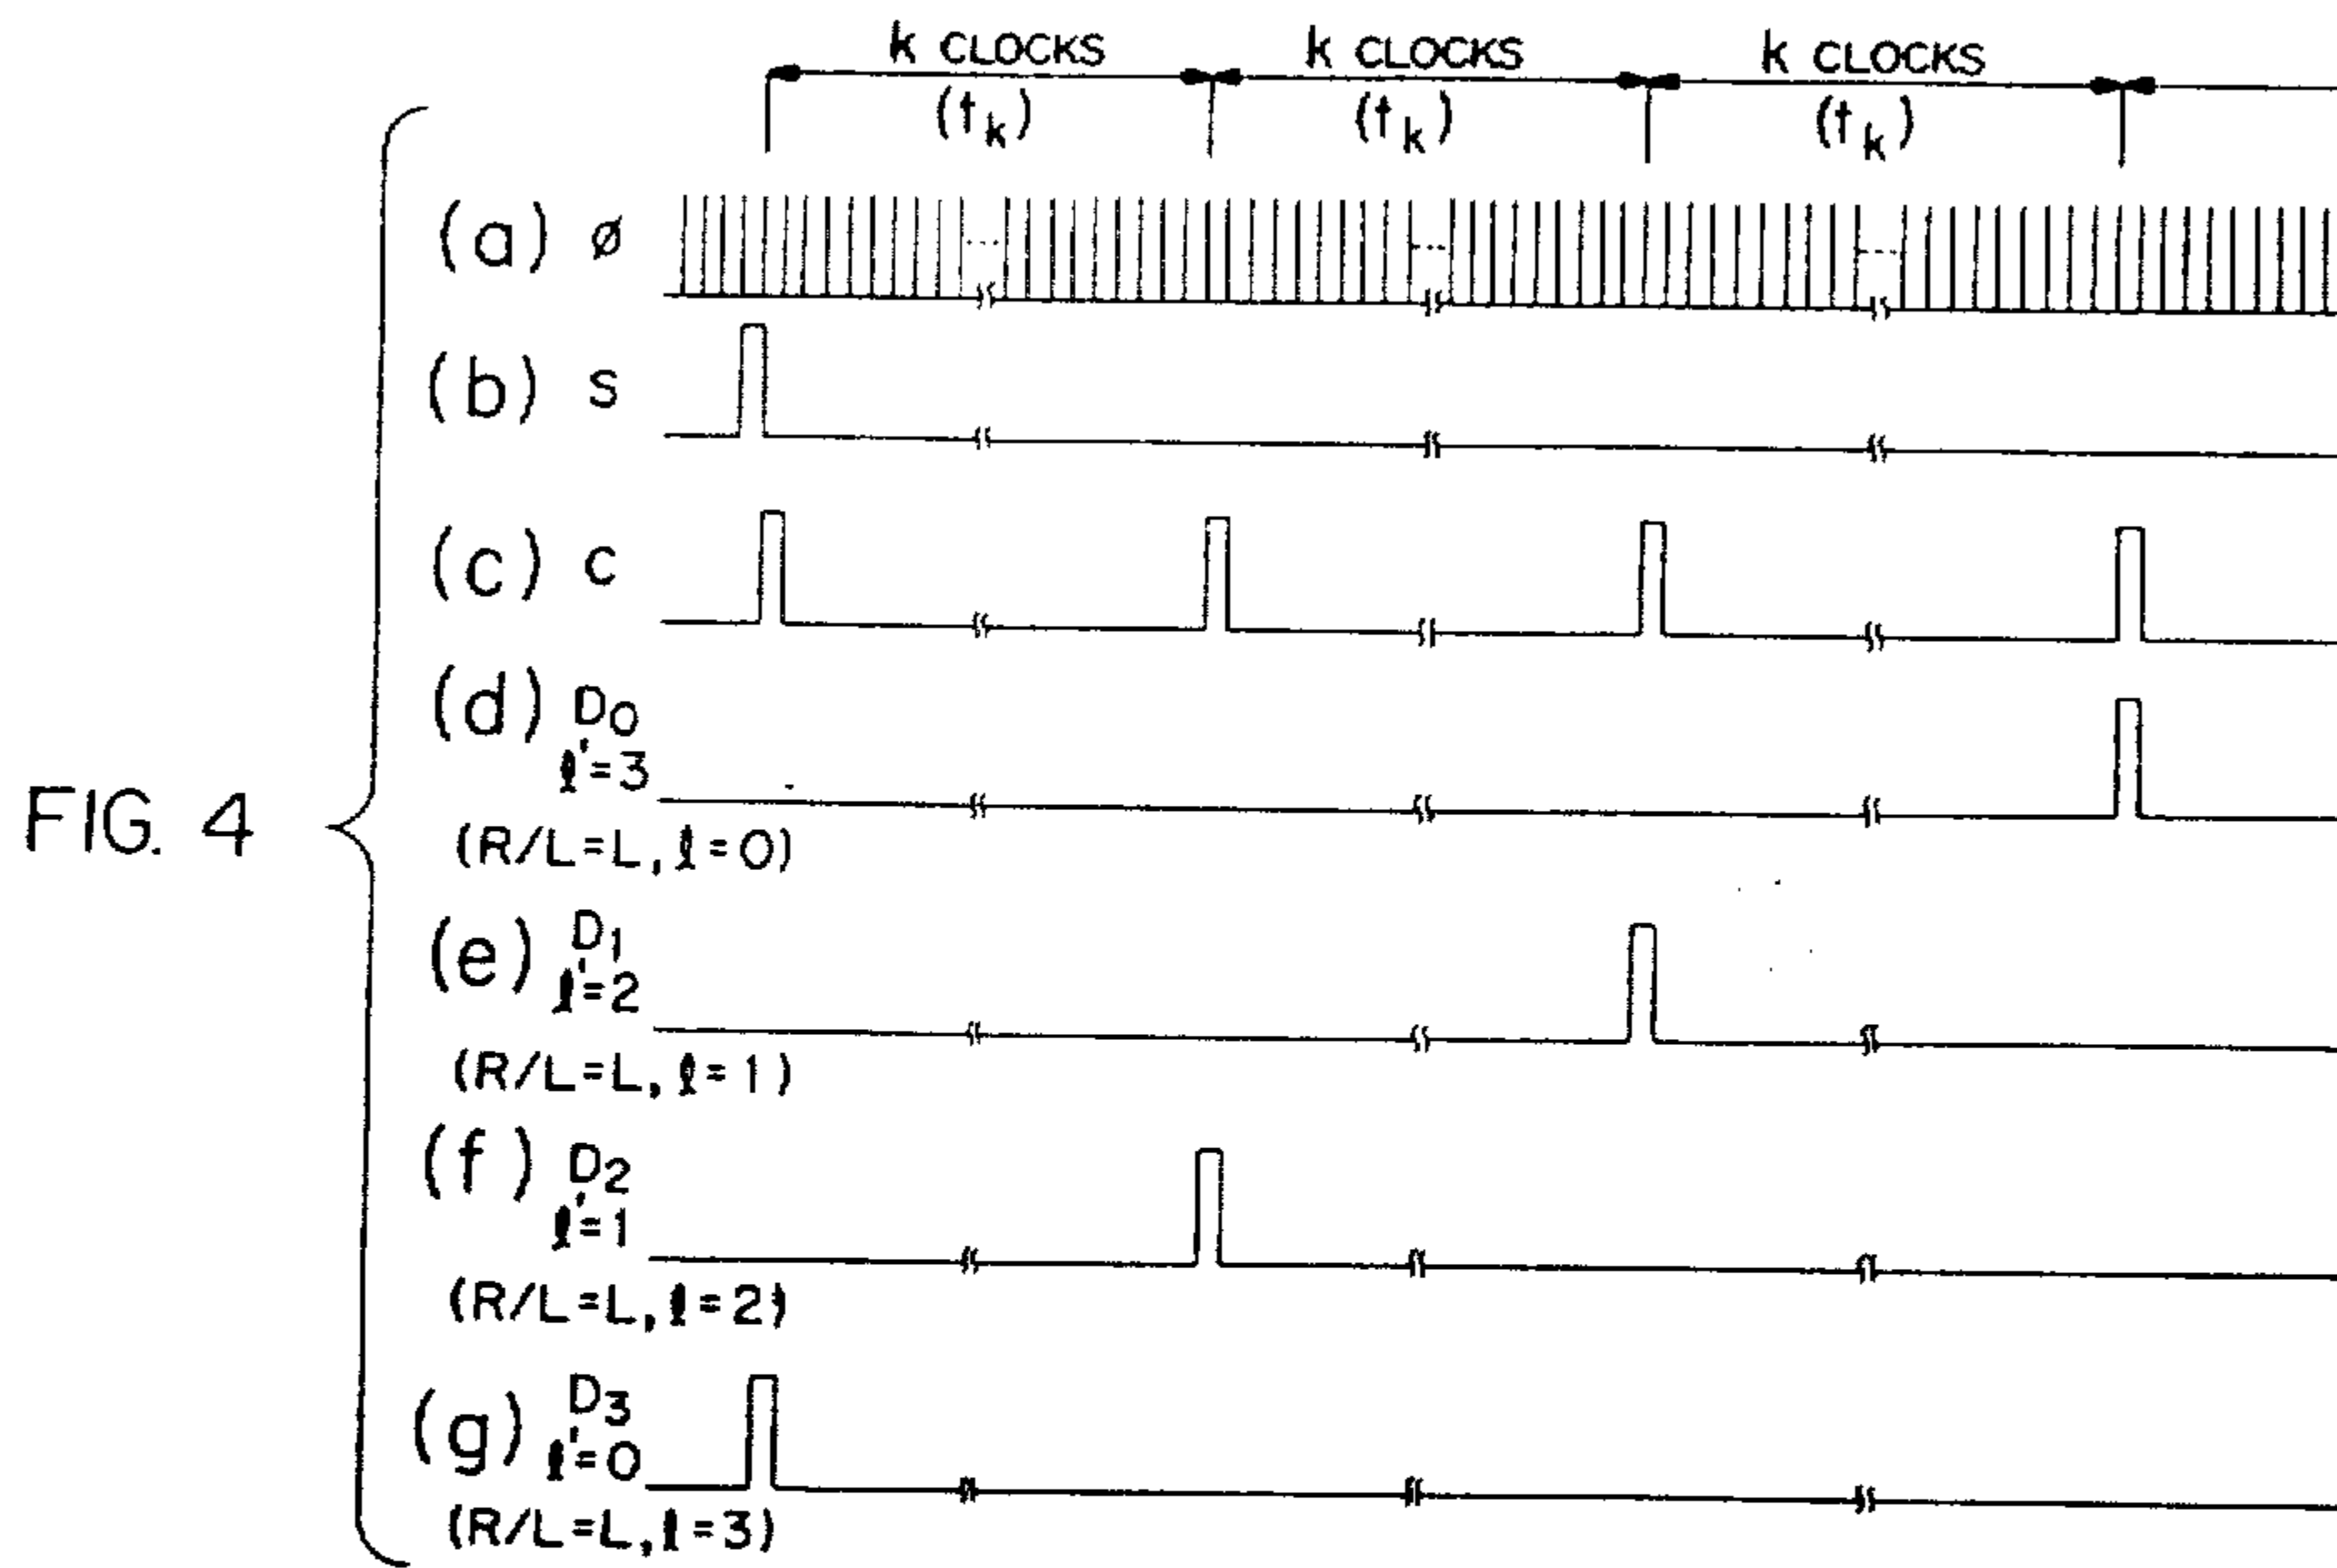 k CLOCKS k CLOCKS k CLOCKS
(tk) (tk) (tk)
(a) ø
(b) S
(c) C
(d) D0
ℓ'=3
FIG. 4
(R/L=L, ℓ=0)
(e) D1
ℓ'=2
(R/L=L, ℓ=1)
(f) D2
ℓ'=1
(R/L=L, ℓ=2)
(g) D3
ℓ'=0
(R/L=L, ℓ=3)